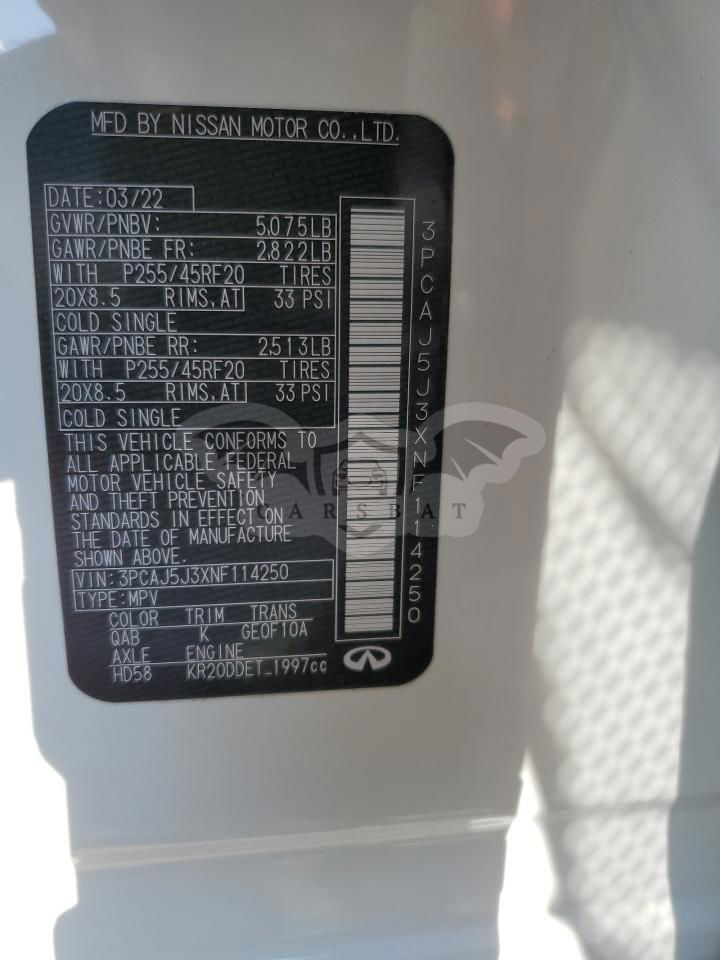 MFD BY NISSAN MOTOR CO.,LTD.
DATE:03/22
GVWR/PNBV: 5,075LB
GAWR/PNBE FR: 2,822LB
WITH P255/45RF20 TIRES
20X8.5 RIMS,AT 33 PSI
COLD SINGLE
GAWR/PNBE RR: 2,513LB
WITH P255/45RF20 TIRES
20X8.5 RIMS,AT 33 PSI
COLD SINGLE
THIS VEHICLE CONFORMS TO
ALL APPLICABLE FEDERAL
MOTOR VEHICLE SAFETY
AND THEFT PREVENTION
STANDARDS IN EFFECT ON
THE DATE OF MANUFACTURE
SHOWN ABOVE.
VIN:3PCAJ5J3XNF114250
TYPE:MPV
COLOR TRIM TRANS
QAB K GE0F10A
AXLE ENGINE
HD58 KR20DDET_1997cc
3PCAJ5J3XNF114250
CARSBAT